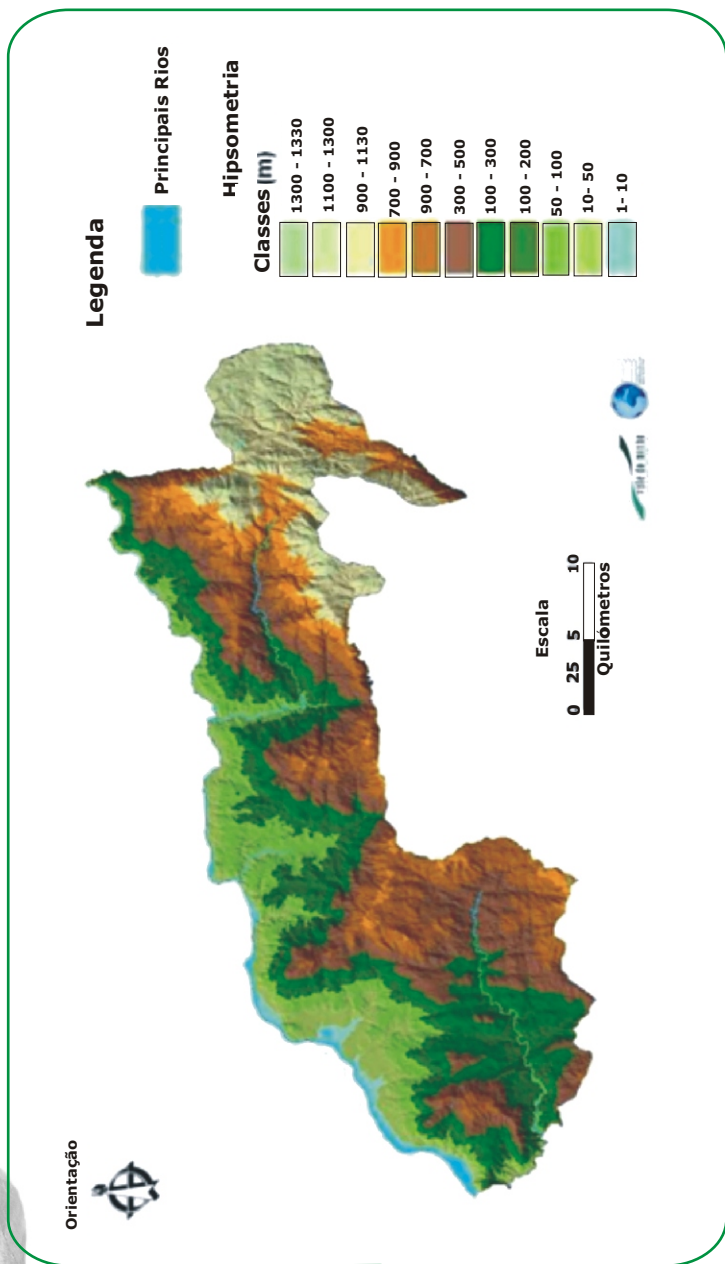 Orientação
Legenda
Principais Rios
Hipsometria
Classes (m)
1300 - 1330
1100 - 1300
900 - 1130
700 - 900
900 - 700
300 - 500
100 - 300
100 - 200
50 - 100
10- 50
1- 10
Escala
0 25 5 10
Quilómetros